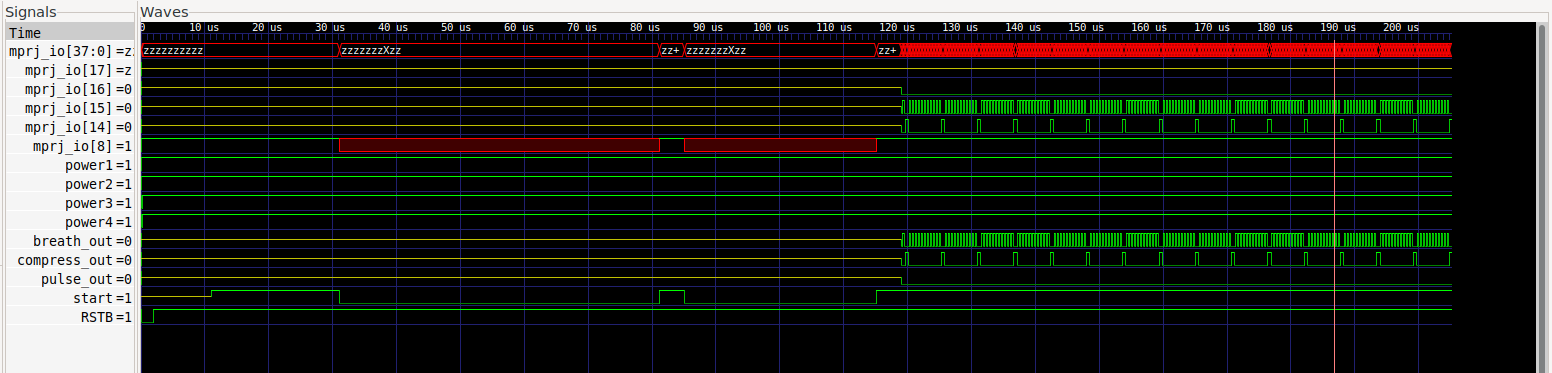 Signals Waves
Time 0 10 us 20 us 30 us 40 us 50 us 60 us 70 us 80 us 90 us 100 us 110 us 120 us 130 us 140 us 150 us 160 us 170 us 180 us 190 us 200 us
mprj_io[37:0] =z zzzzzzzzzz zzzzzzzXzz zz+ zzzzzzzXzz zz+
mprj_io[17] =z
mprj_io[16] =0
mprj_io[15] =0
mprj_io[14] =0
mprj_io[8] =1
power1 =1
power2 =1
power3 =1
power4 =1
breath_out =0
compress_out =0
pulse_out =0
start =1
RSTB =1